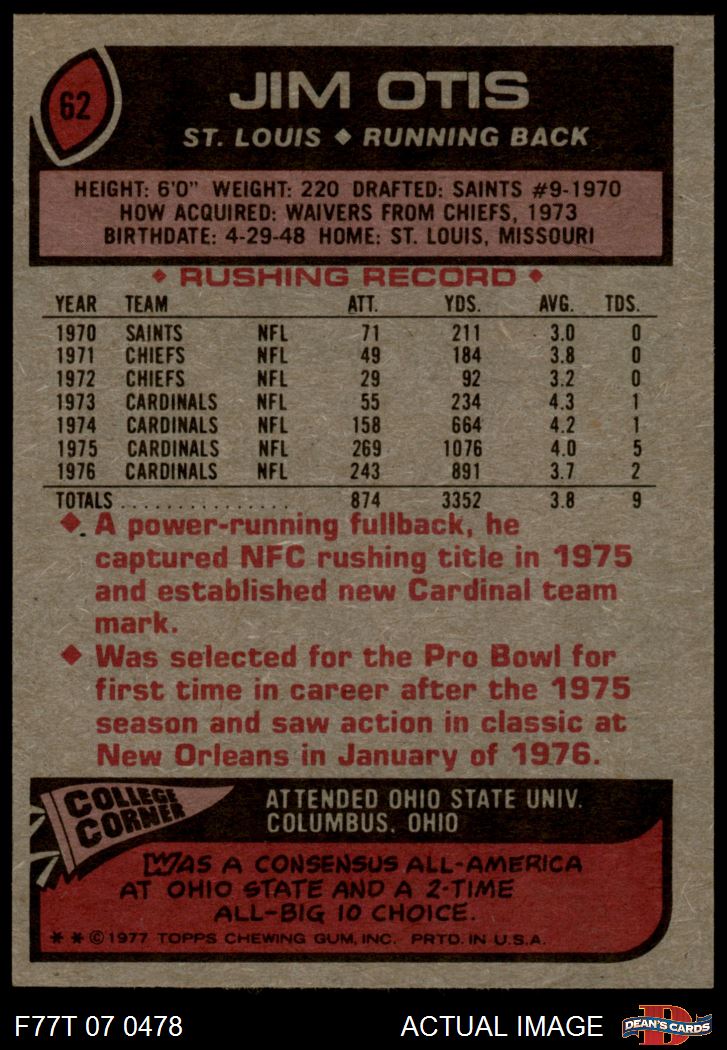 62
JIM OTIS
ST. LOUIS ◆ RUNNING BACK
HEIGHT: 6'0" WEIGHT: 220 DRAFTED: SAINTS #9-1970
HOW ACQUIRED: WAIVERS FROM CHIEFS, 1973
BIRTHDATE: 4-29-48 HOME: ST. LOUIS, MISSOURI
◆ RUSHING RECORD ◆
YEAR TEAM ATT. YDS. AVG. TDS.
1970 SAINTS NFL 71 211 3.0 0
1971 CHIEFS NFL 49 184 3.8 0
1972 CHIEFS NFL 29 92 3.2 0
1973 CARDINALS NFL 55 234 4.3 1
1974 CARDINALS NFL 158 664 4.2 1
1975 CARDINALS NFL 269 1076 4.0 5
1976 CARDINALS NFL 243 891 3.7 2
TOTALS ................ 874 3352 3.8 9
◆ A power-running fullback, he
captured NFC rushing title in 1975
and established new Cardinal team
mark.
◆ Was selected for the Pro Bowl for
first time in career after the 1975
season and saw action in classic at
New Orleans in January of 1976.
COLLEGE
CORNER
ATTENDED OHIO STATE UNIV.
COLUMBUS, OHIO
WAS A CONSENSUS ALL-AMERICA
AT OHIO STATE AND A 2-TIME
ALL-BIG 10 CHOICE.
* * © 1977 TOPPS CHEWING GUM, INC. PRTD. IN U.S.A.
F77T 07 0478 ACTUAL IMAGE
D
DEAN'S CARDS